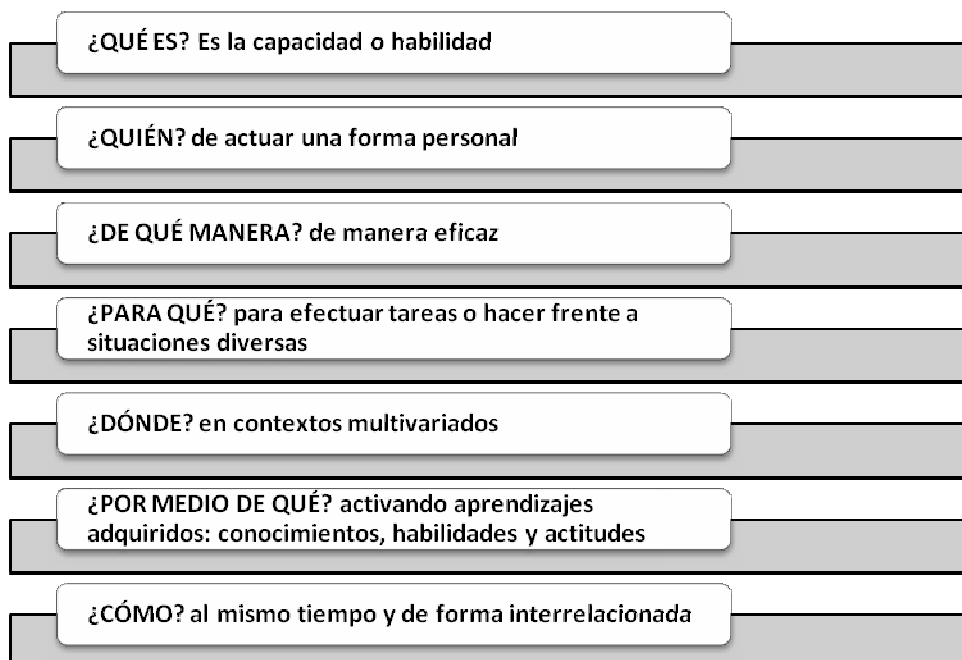 ¿QUÉ ES? Es la capacidad o habilidad
¿QUIÉN? de actuar una forma personal
¿DE QUÉ MANERA? de manera eficaz
¿PARA QUÉ? para efectuar tareas o hacer frente a
situaciones diversas
¿DÓNDE? en contextos multivariados
¿POR MEDIO DE QUÉ? activando aprendizajes
adquiridos: conocimientos, habilidades y actitudes
¿CÓMO? al mismo tiempo y de forma interrelacionada